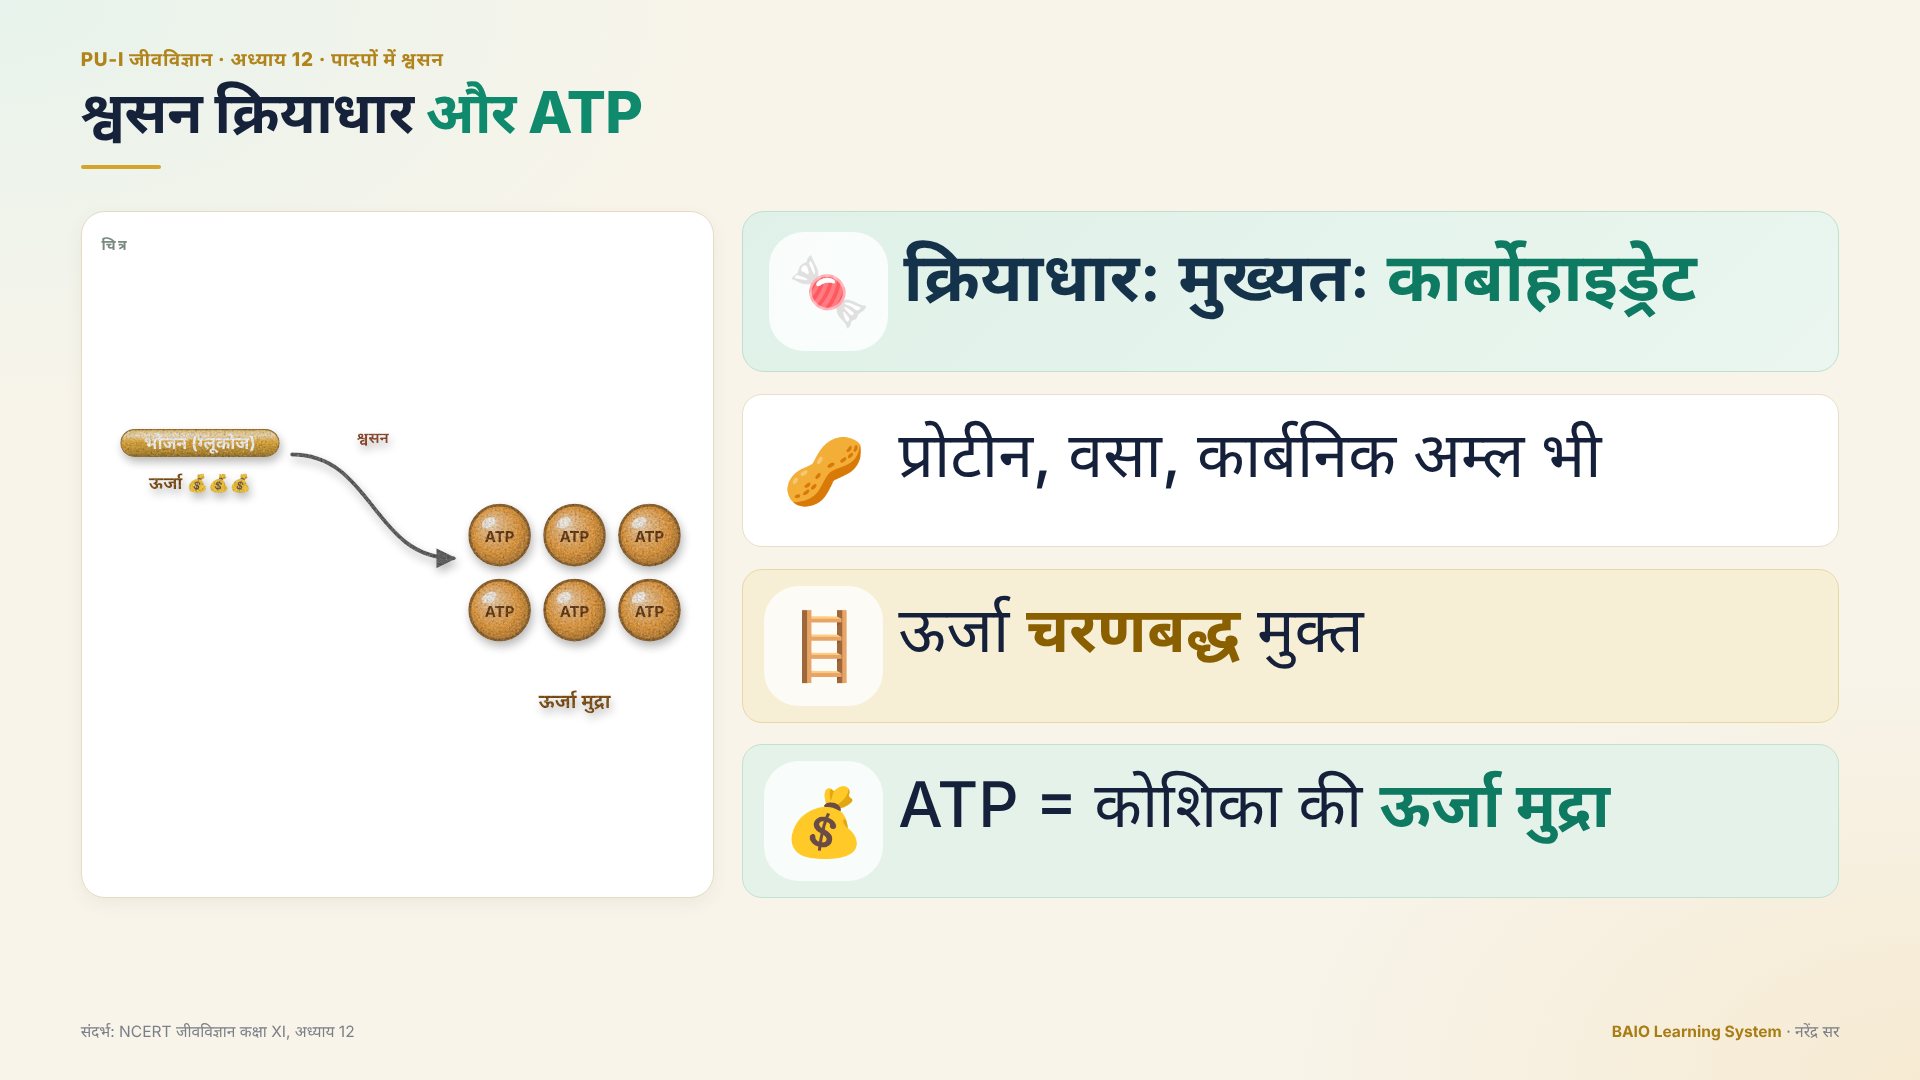 PU-I जीवविज्ञान · अध्याय 12 · पादपों में श्वसन
श्वसन क्रियाधार और ATP
चित्र
भोजन (ग्लूकोज)
ऊर्जा
श्वसन
ATP ATP ATP
ATP ATP ATP
ऊर्जा मुद्रा
क्रियाधार: मुख्यतः कार्बोहाइड्रेट
प्रोटीन, वसा, कार्बनिक अम्ल भी
ऊर्जा चरणबद्ध मुक्त
ATP = कोशिका की ऊर्जा मुद्रा
संदर्भ: NCERT जीवविज्ञान कक्षा XI, अध्याय 12
BAIO Learning System · नरेंद्र सर